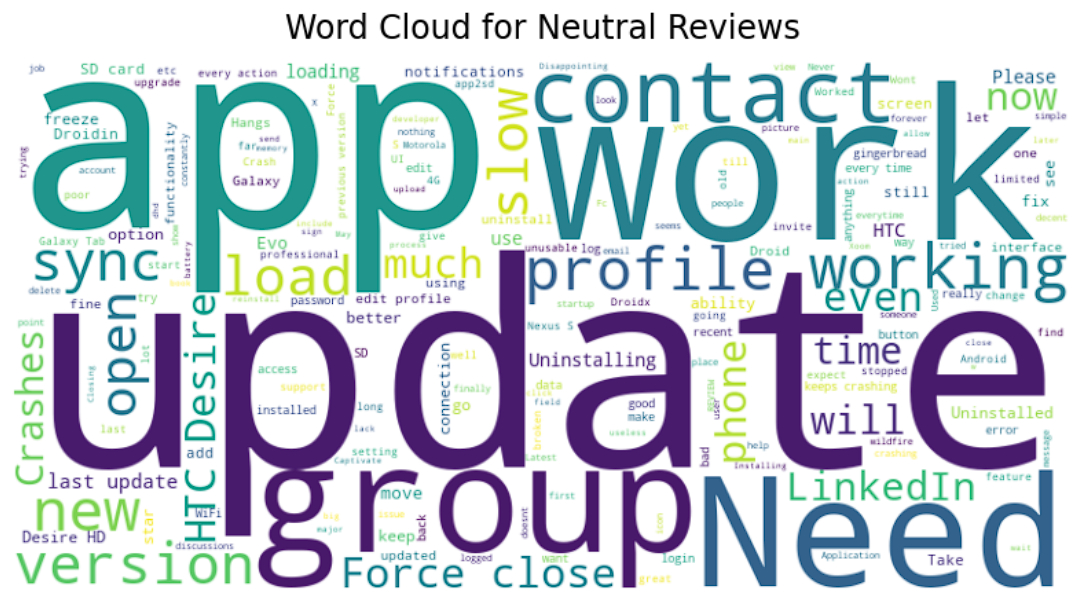 Word Cloud for Neutral Reviews
job
SD card
etc
upgrade
every action
loading
notifications
app2sd
Disappointing
view
Never
Wont
Please
app
freeze
Droidin
account
poor
trying
functionality
constantly
Hangs
far
send
memory
Crash
Galaxy
x
Force
previous version
developer
nothing
S
Motorola
UI
edit
4G
upload
slow
contact
look
Worked
screen
forever
allow
now
let
simple
work
yet
picture
main
till
old
people
Fc
seems
gingerbread
every time
action
still
anything
everytime
one
limited
see
later
fix
decent
invite
HTC
way
dhd
show
Galaxy Tab
option
battery
include
sign
Way
give
process
uninstall
use
unusable
log
email
Droid
room
tried
interface
sync
start
Evo
professional
load
much
using
profile
working
delete
book
fine
try
reinstall
password
edit profile
better
startup
Droidx
Nexus S
ability
going
recent
even
Used
really
change
someone
button
find
point
Crashes
closing
open
lot
last
HTC Desire
update
access
support
installed
SD
long
lack
connection
well
finally
go
Uninstalling
data
click
field
broken
good
make
useless
place
REVIEW
user
phone
time
stopped
expect
keeps crashing
will
wildfire
crashing
close
Android
w
Uninstalled
error
message
add
setting
Captivate
Latest
bad
help
Installing
last update
new
star
WiFi
Desire HD
discussions
version
group
big
issue
major
move
keep
back
updated
logged
first
doesnt
want
icon
login
great
Force close
Need
LinkedIn
feature
Application
Take
wait